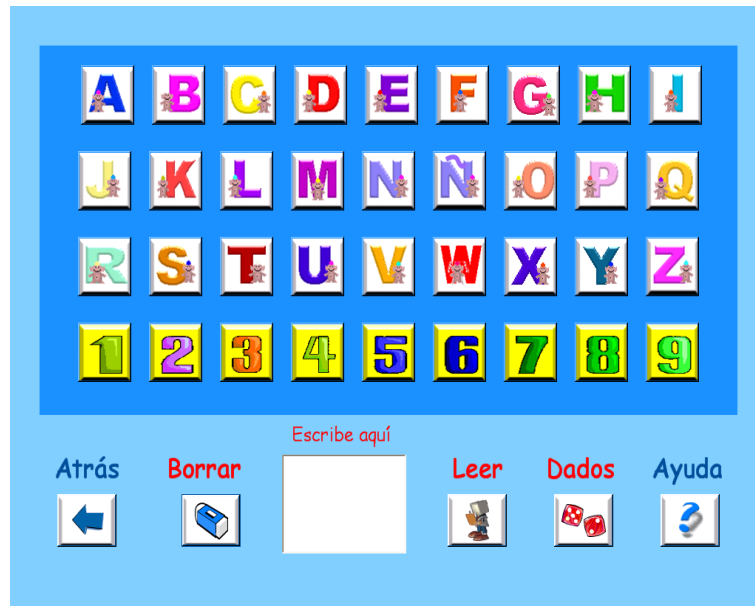 A B C D E F G H I
J K L M N Ñ O P Q
R S T U V W X Y Z
1 2 3 4 5 6 7 8 9
Escribe aquí
Atrás Borrar Leer Dados Ayuda